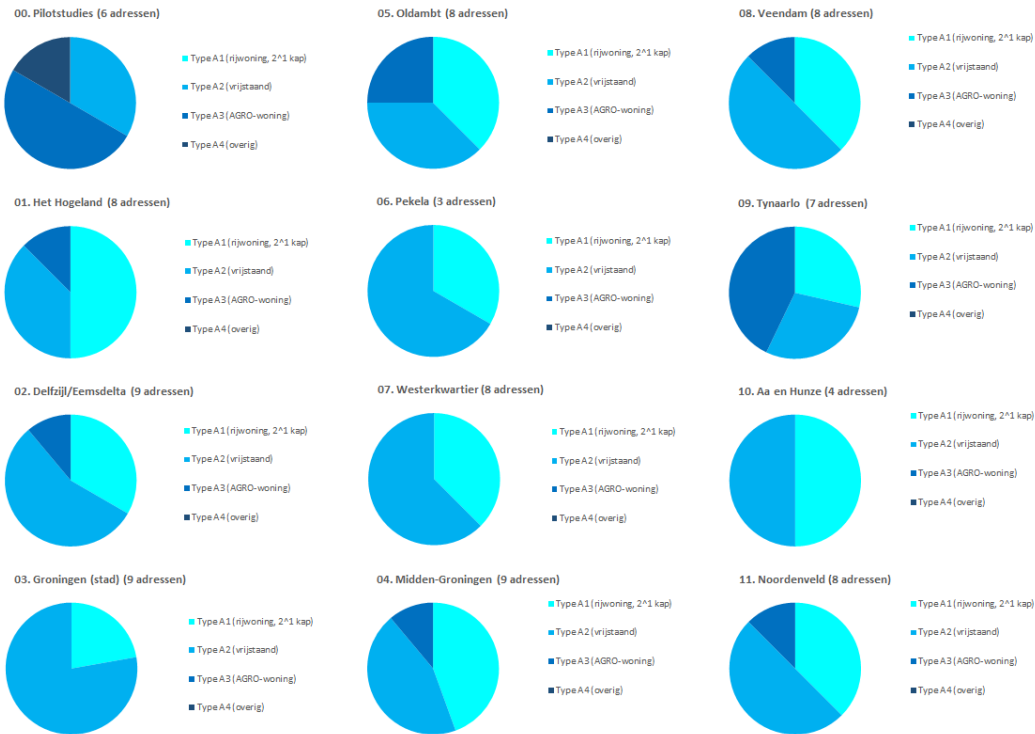 00. Pilotstudies (6 adressen)
Type A1 (rijwoning, 2^1 kap)
Type A2 (vrijstaand)
Type A3 (AGRO-woning)
Type A4 (overig)
05. Oldambt (8 adressen)
Type A1 (rijwoning, 2^1 kap)
Type A2 (vrijstaand)
Type A3 (AGRO-woning)
Type A4 (overig)
08. Veendam (8 adressen)
Type A1 (rijwoning, 2^1 kap)
Type A2 (vrijstaand)
Type A3 (AGRO-woning)
Type A4 (overig)
01. Het Hogeland (8 adressen)
Type A1 (rijwoning, 2^1 kap)
Type A2 (vrijstaand)
Type A3 (AGRO-woning)
Type A4 (overig)
06. Pekela (3 adressen)
Type A1 (rijwoning, 2^1 kap)
Type A2 (vrijstaand)
Type A3 (AGRO-woning)
Type A4 (overig)
09. Tynaarlo (7 adressen)
Type A1 (rijwoning, 2^1 kap)
Type A2 (vrijstaand)
Type A3 (AGRO-woning)
Type A4 (overig)
02. Delfzijl/Eemsdelta (9 adressen)
Type A1 (rijwoning, 2^1 kap)
Type A2 (vrijstaand)
Type A3 (AGRO-woning)
Type A4 (overig)
07. Westerkwartier (8 adressen)
Type A1 (rijwoning, 2^1 kap)
Type A2 (vrijstaand)
Type A3 (AGRO-woning)
Type A4 (overig)
10. Aa en Hunze (4 adressen)
Type A1 (rijwoning, 2^1 kap)
Type A2 (vrijstaand)
Type A3 (AGRO-woning)
Type A4 (overig)
03. Groningen (stad) (9 adressen)
Type A1 (rijwoning, 2^1 kap)
Type A2 (vrijstaand)
Type A3 (AGRO-woning)
Type A4 (overig)
04. Midden-Groningen (9 adressen)
Type A1 (rijwoning, 2^1 kap)
Type A2 (vrijstaand)
Type A3 (AGRO-woning)
Type A4 (overig)
11. Noordenveld (8 adressen)
Type A1 (rijwoning, 2^1 kap)
Type A2 (vrijstaand)
Type A3 (AGRO-woning)
Type A4 (overig)